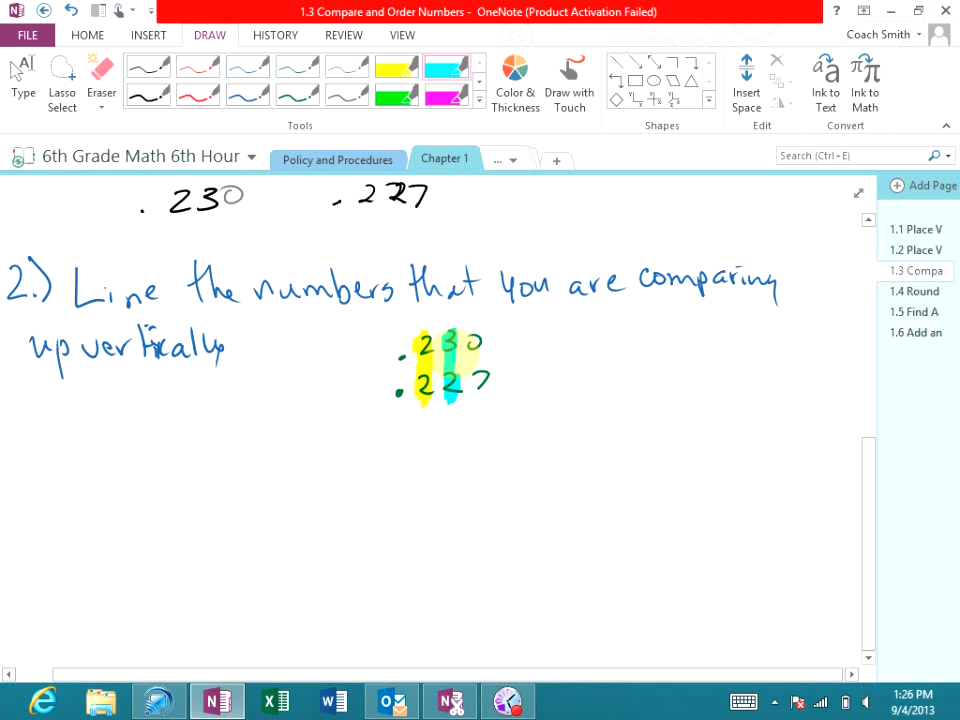 1.3 Compare and Order Numbers - OneNote (Product Activation Failed)
?
FILE HOME INSERT DRAW HISTORY REVIEW VIEW Coach Smith
Type Lasso Select Eraser Color & Thickness Draw with Touch Insert Space Ink to Text Ink to Math
Tools Shapes Edit Convert
6th Grade Math 6th Hour Policy and Procedures Chapter 1 ... + Search (Ctrl+E)
Add Page
1.1 Place V
1.2 Place V
1.3 Compa
1.4 Round
1.5 Find A
1.6 Add an
.230 .227
2.) Line the numbers that you are comparing
up vertically
.230
.227
1:26 PM
9/4/2013